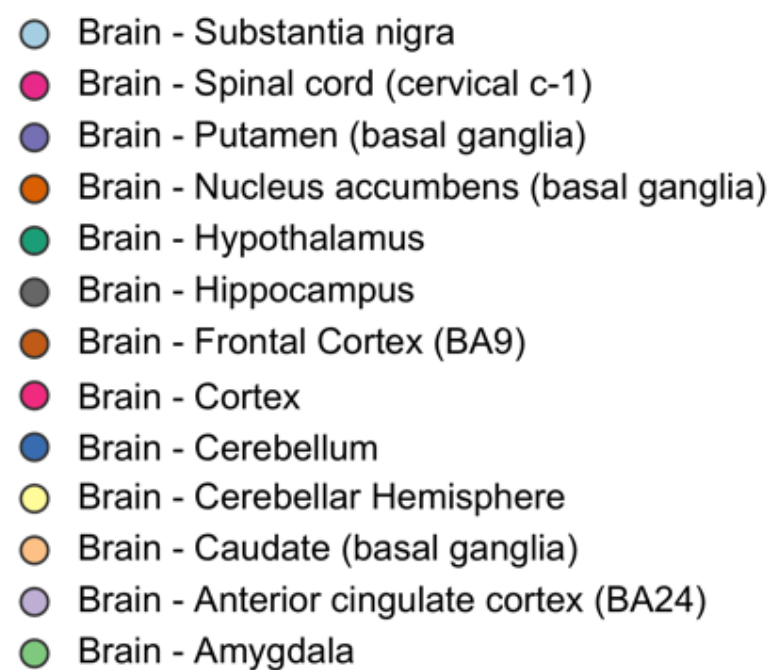 Brain - Substantia nigra
Brain - Spinal cord (cervical c-1)
Brain - Putamen (basal ganglia)
Brain - Nucleus accumbens (basal ganglia)
Brain - Hypothalamus
Brain - Hippocampus
Brain - Frontal Cortex (BA9)
Brain - Cortex
Brain - Cerebellum
Brain - Cerebellar Hemisphere
Brain - Caudate (basal ganglia)
Brain - Anterior cingulate cortex (BA24)
Brain - Amygdala